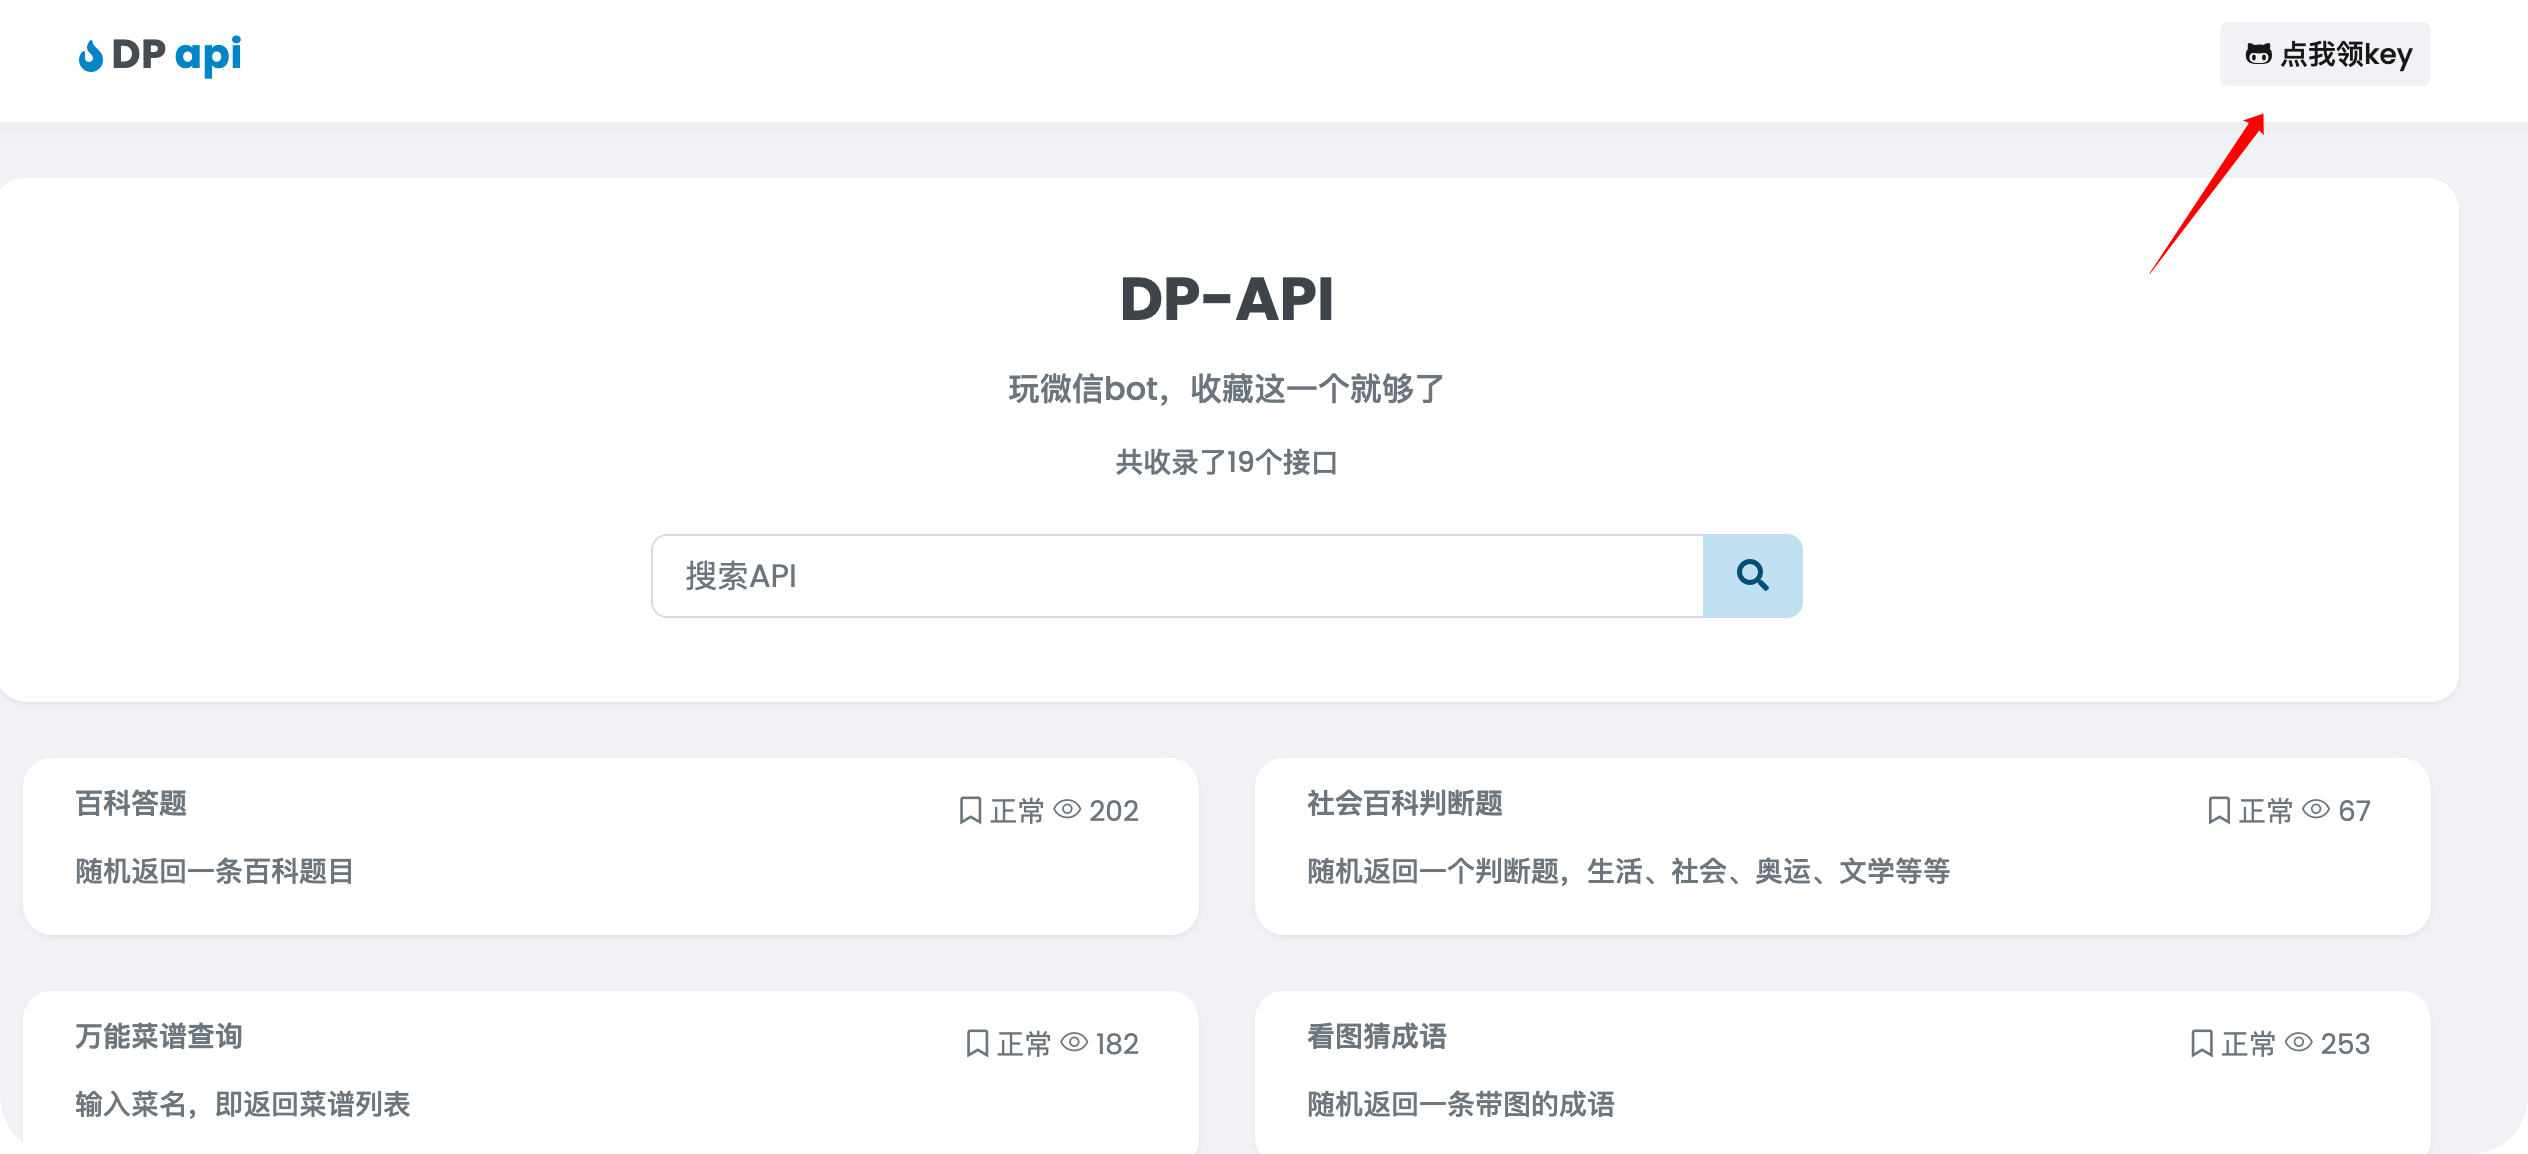 DP api
点我领key
DP-API
玩微信bot，收藏这一个就够了
共收录了19个接口
搜索API
百科答题
正常 202
随机返回一条百科题目
社会百科判断题
正常 67
随机返回一个判断题，生活、社会、奥运、文学等等
万能菜谱查询
正常 182
输入菜名，即返回菜谱列表
看图猜成语
正常 253
随机返回一条带图的成语